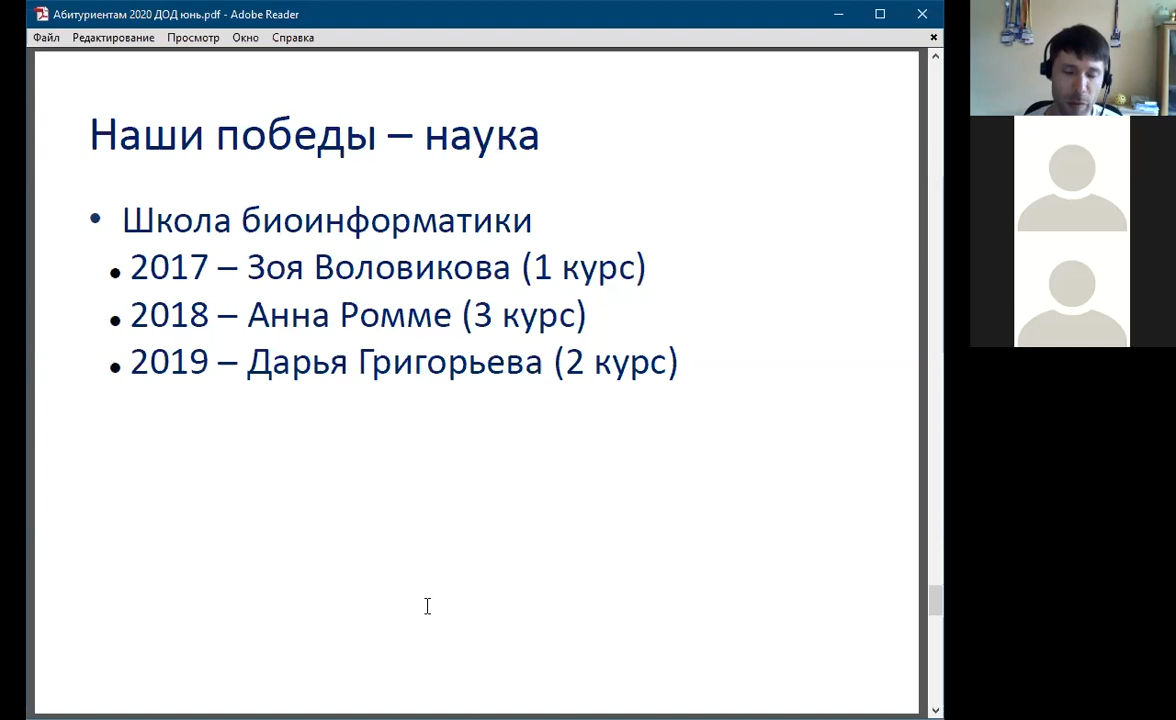 Абитуриентам 2020 ДОД юнь.pdf - Adobe Reader
Файл Редактирование Просмотр Окно Справка
Наши победы – наука
• Школа биоинформатики
• 2017 – Зоя Воловикова (1 курс)
• 2018 – Анна Ромме (3 курс)
• 2019 – Дарья Григорьева (2 курс)